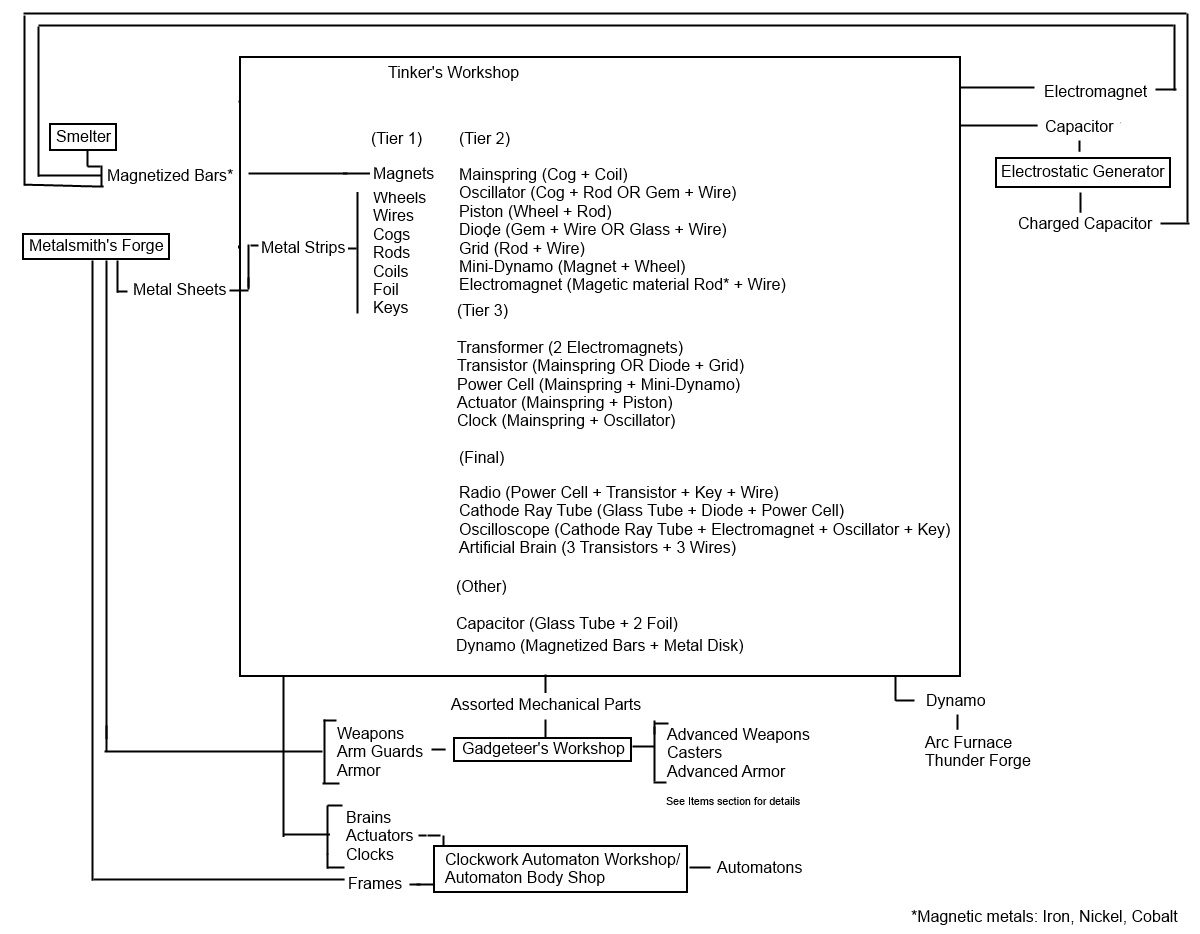 Tinker's Workshop
Electromagnet
Capacitor
Smelter
(Tier 1) (Tier 2)
Electrostatic Generator
Magnetized Bars*
Magnets
Wheels
Wires
Cogs
Rods
Coils
Foil
Keys
Mainspring (Cog + Coil)
Oscillator (Cog + Rod OR Gem + Wire)
Piston (Wheel + Rod)
Diode (Gem + Wire OR Glass + Wire)
Grid (Rod + Wire)
Mini-Dynamo (Magnet + Wheel)
Electromagnet (Magetic material Rod* + Wire)
Charged Capacitor
Metalsmith's Forge
Metal Strips
Metal Sheets
(Tier 3)
Transformer (2 Electromagnets)
Transistor (Mainspring OR Diode + Grid)
Power Cell (Mainspring + Mini-Dynamo)
Actuator (Mainspring + Piston)
Clock (Mainspring + Oscillator)
(Final)
Radio (Power Cell + Transistor + Key + Wire)
Cathode Ray Tube (Glass Tube + Diode + Power Cell)
Oscilloscope (Cathode Ray Tube + Electromagnet + Oscillator + Key)
Artificial Brain (3 Transistors + 3 Wires)
(Other)
Capacitor (Glass Tube + 2 Foil)
Dynamo (Magnetized Bars + Metal Disk)
Assorted Mechanical Parts
Dynamo
Arc Furnace
Thunder Forge
Weapons
Arm Guards
Armor
Gadgeteer's Workshop
Advanced Weapons
Casters
Advanced Armor
See Items section for details
Brains
Actuators
Clocks
Frames
Clockwork Automaton Workshop/
Automaton Body Shop
Automatons
*Magnetic metals: Iron, Nickel, Cobalt